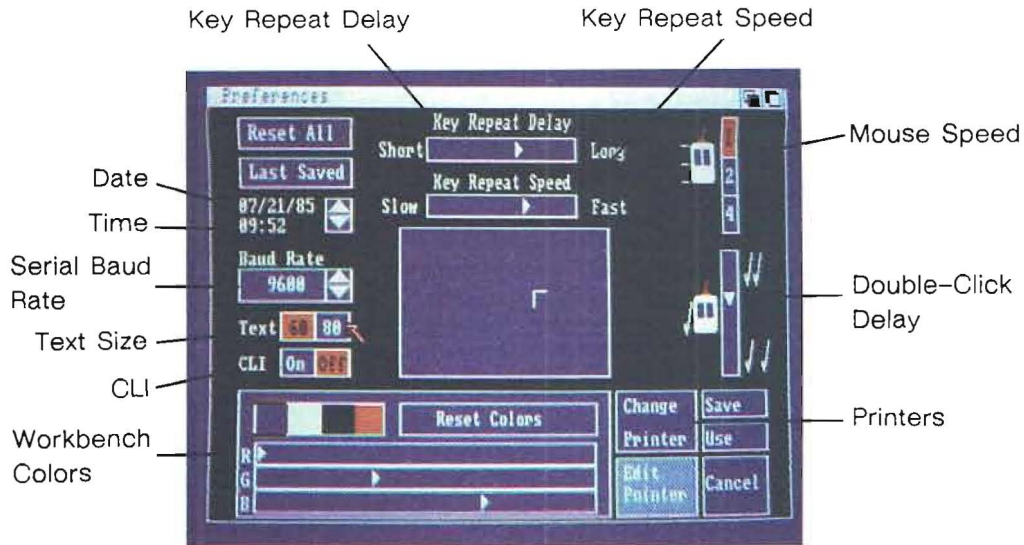 Key Repeat Delay
Key Repeat Speed
Preferences
Reset All
Last Saved
Key Repeat Delay
Short
Long
Key Repeat Speed
Slow
Fast
1
2
4
Mouse Speed
Date
Time
07/21/85
09:52
Serial Baud
Rate
Baud Rate
9600
Text Size
Text 60 80
CLI
CLI On Off
Double-Click
Delay
Workbench
Colors
Reset Colors
R
G
B
Change
Printer
Save
Use
Edit
Pointer
Cancel
Printers